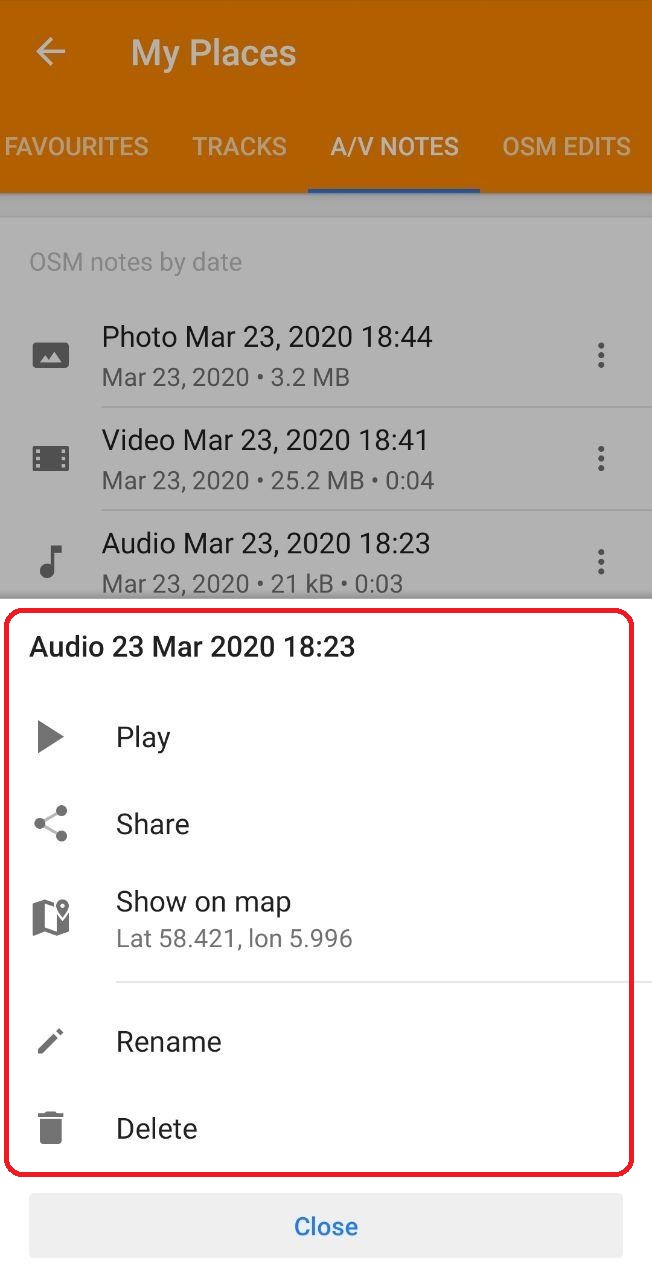 My Places
FAVOURITES TRACKS A/V NOTES OSM EDITS
OSM notes by date
Photo Mar 23, 2020 18:44
Mar 23, 2020 • 3.2 MB
Video Mar 23, 2020 18:41
Mar 23, 2020 • 25.2 MB • 0:04
Audio Mar 23, 2020 18:23
Mar 23, 2020 • 21 kB • 0:03
Audio 23 Mar 2020 18:23
Play
Share
Show on map
Lat 58.421, lon 5.996
Rename
Delete
Close